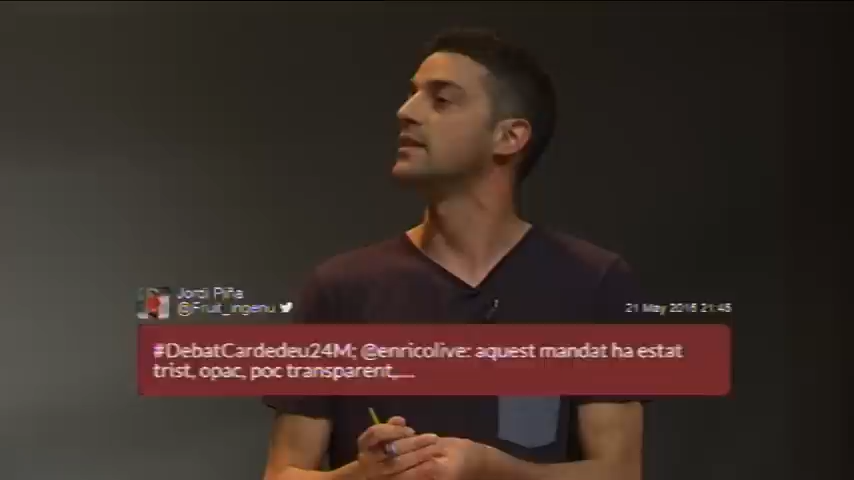 Jordi Piña
@Fruit_ingenu
21 May 2015 21:45
#DebatCardedeu24M; @enricolive: aquest mandat ha estat
trist, opac, poc transparent,...